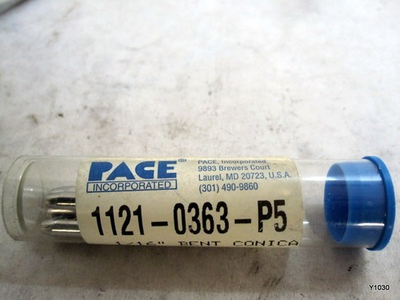 PACE®
INCORPORATED
PACE, Incorporated
9893 Brewers Court
Laurel, MD 20723, U.S.A.
(301) 490-9860
1121-0363-P5
1/16" BENT CONICA
Y1030